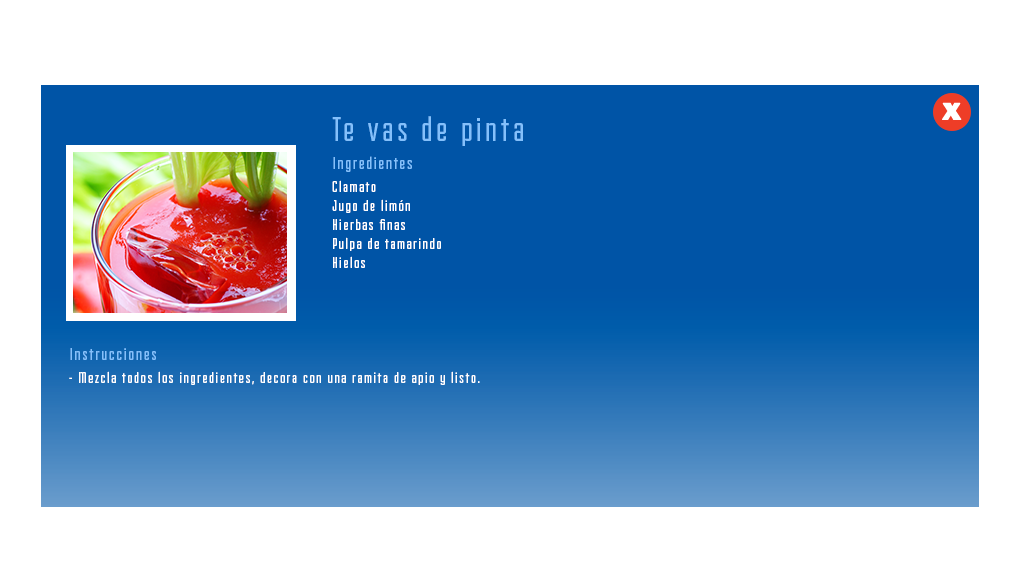 X
Te vas de pinta
Ingredientes
Clamato
Jugo de limón
Hierbas finas
Pulpa de tamarindo
Hielos
Instrucciones
- Mezcla todos los ingredientes, decora con una ramita de apio y listo.